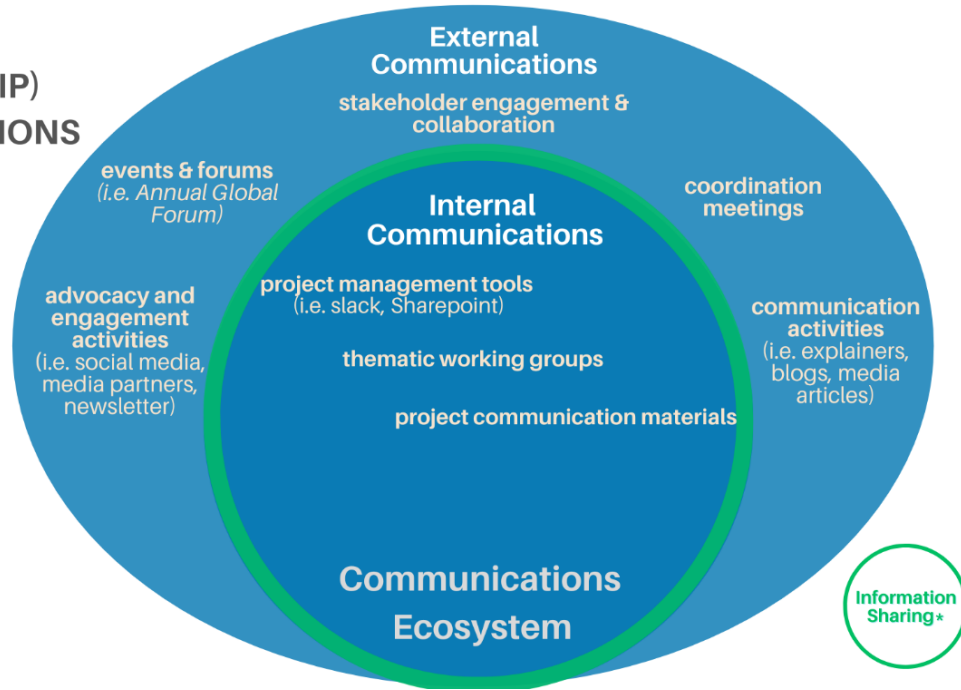 IP)
IONS
External
Communications
stakeholder engagement &
collaboration
events & forums
(i.e. Annual Global
Forum)
coordination
meetings
Internal
Communications
project management tools
(i.e. slack, Sharepoint)
advocacy and
engagement
activities
(i.e. social media,
media partners,
newsletter)
communication
activities
(i.e. explainers,
blogs, media
articles)
thematic working groups
project communication materials
Communications
Ecosystem
Information
Sharing*